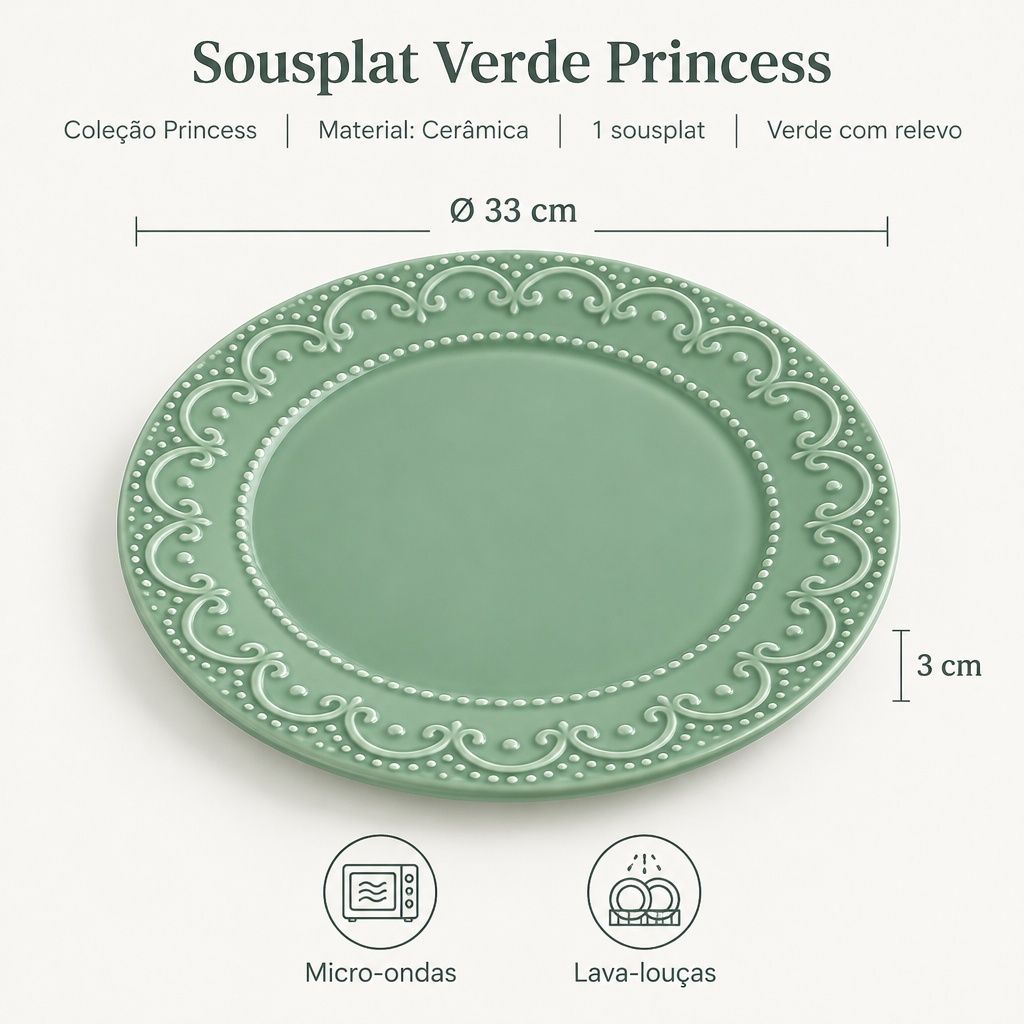 Sousplat Verde Princess
Coleção Princess | Material: Cerâmica | 1 sousplat | Verde com relevo
Ø 33 cm
3 cm
Micro-ondas
Lava-louças